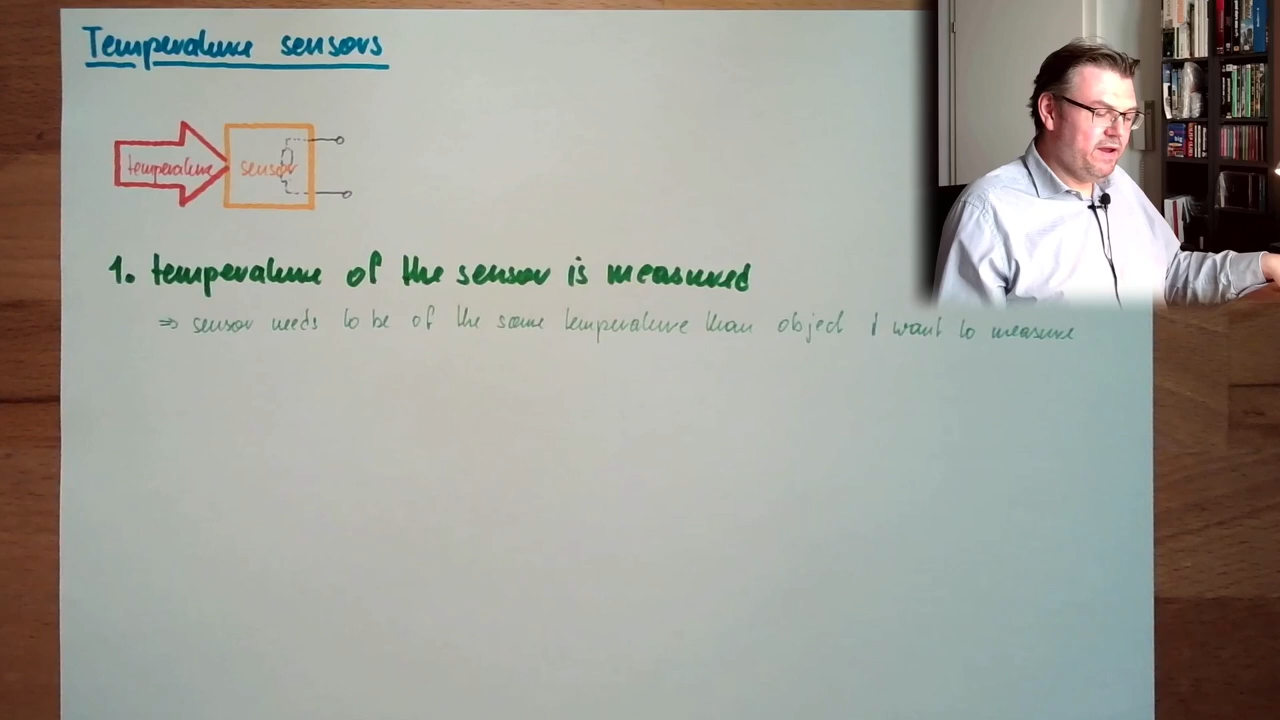 Temperature sensors
temperature
sensor
1. temperature of the sensor is measured
⇒ sensor needs to be of the same temperature than object I want to measure